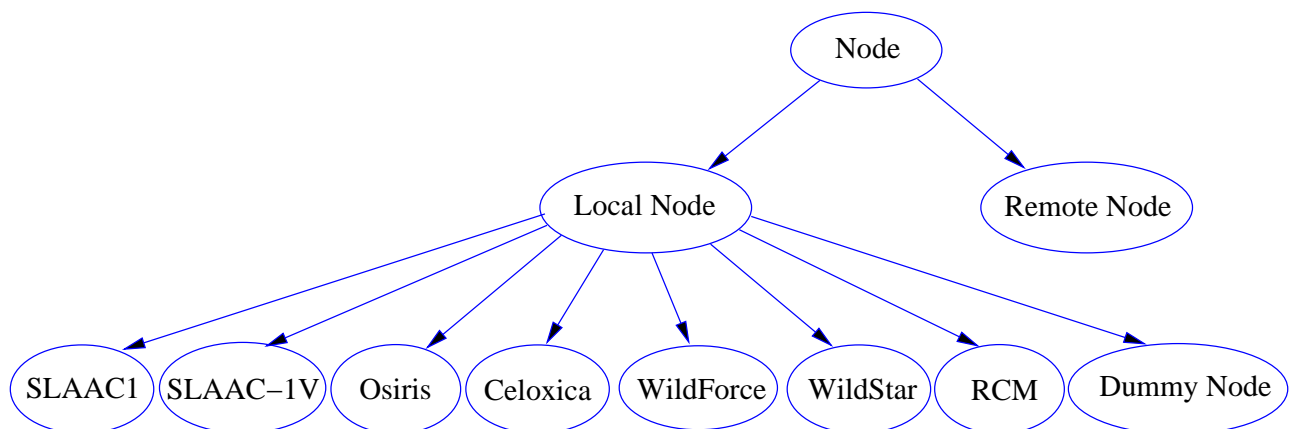 Node
Local Node
Remote Node
SLAAC1
SLAAC−1V
Osiris
Celoxica
WildForce
WildStar
RCM
Dummy Node